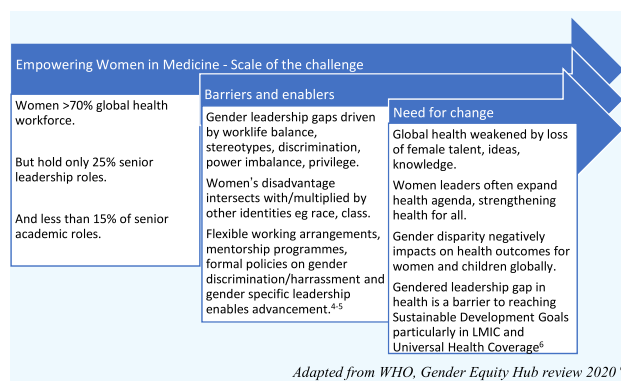 Empowering Women in Medicine - Scale of the challenge
Women >70% global health
workforce.
But hold only 25% senior
leadership roles.
And less than 15% of senior
academic roles.
Barriers and enablers
Gender leadership gaps driven
by worklife balance,
stereotypes, discrimination,
power imbalance, privilege.
Women's disadvantage
intersects with/multiplied by
other identities eg race, class.
Flexible working arrangements,
mentorship programmes,
formal policies on gender
discrimination/harrassment and
gender specific leadership
enables advancement.⁴⁻⁵
Need for change
Global health weakened by loss
of female talent, ideas,
knowledge.
Women leaders often expand
health agenda, strengthening
health for all.
Gender disparity negatively
impacts on health outcomes for
women and children globally.
Gendered leadership gap in
health is a barrier to reaching
Sustainable Development Goals
particularly in LMIC and
Universal Health Coverage⁶
Adapted from WHO, Gender Equity Hub review 2020